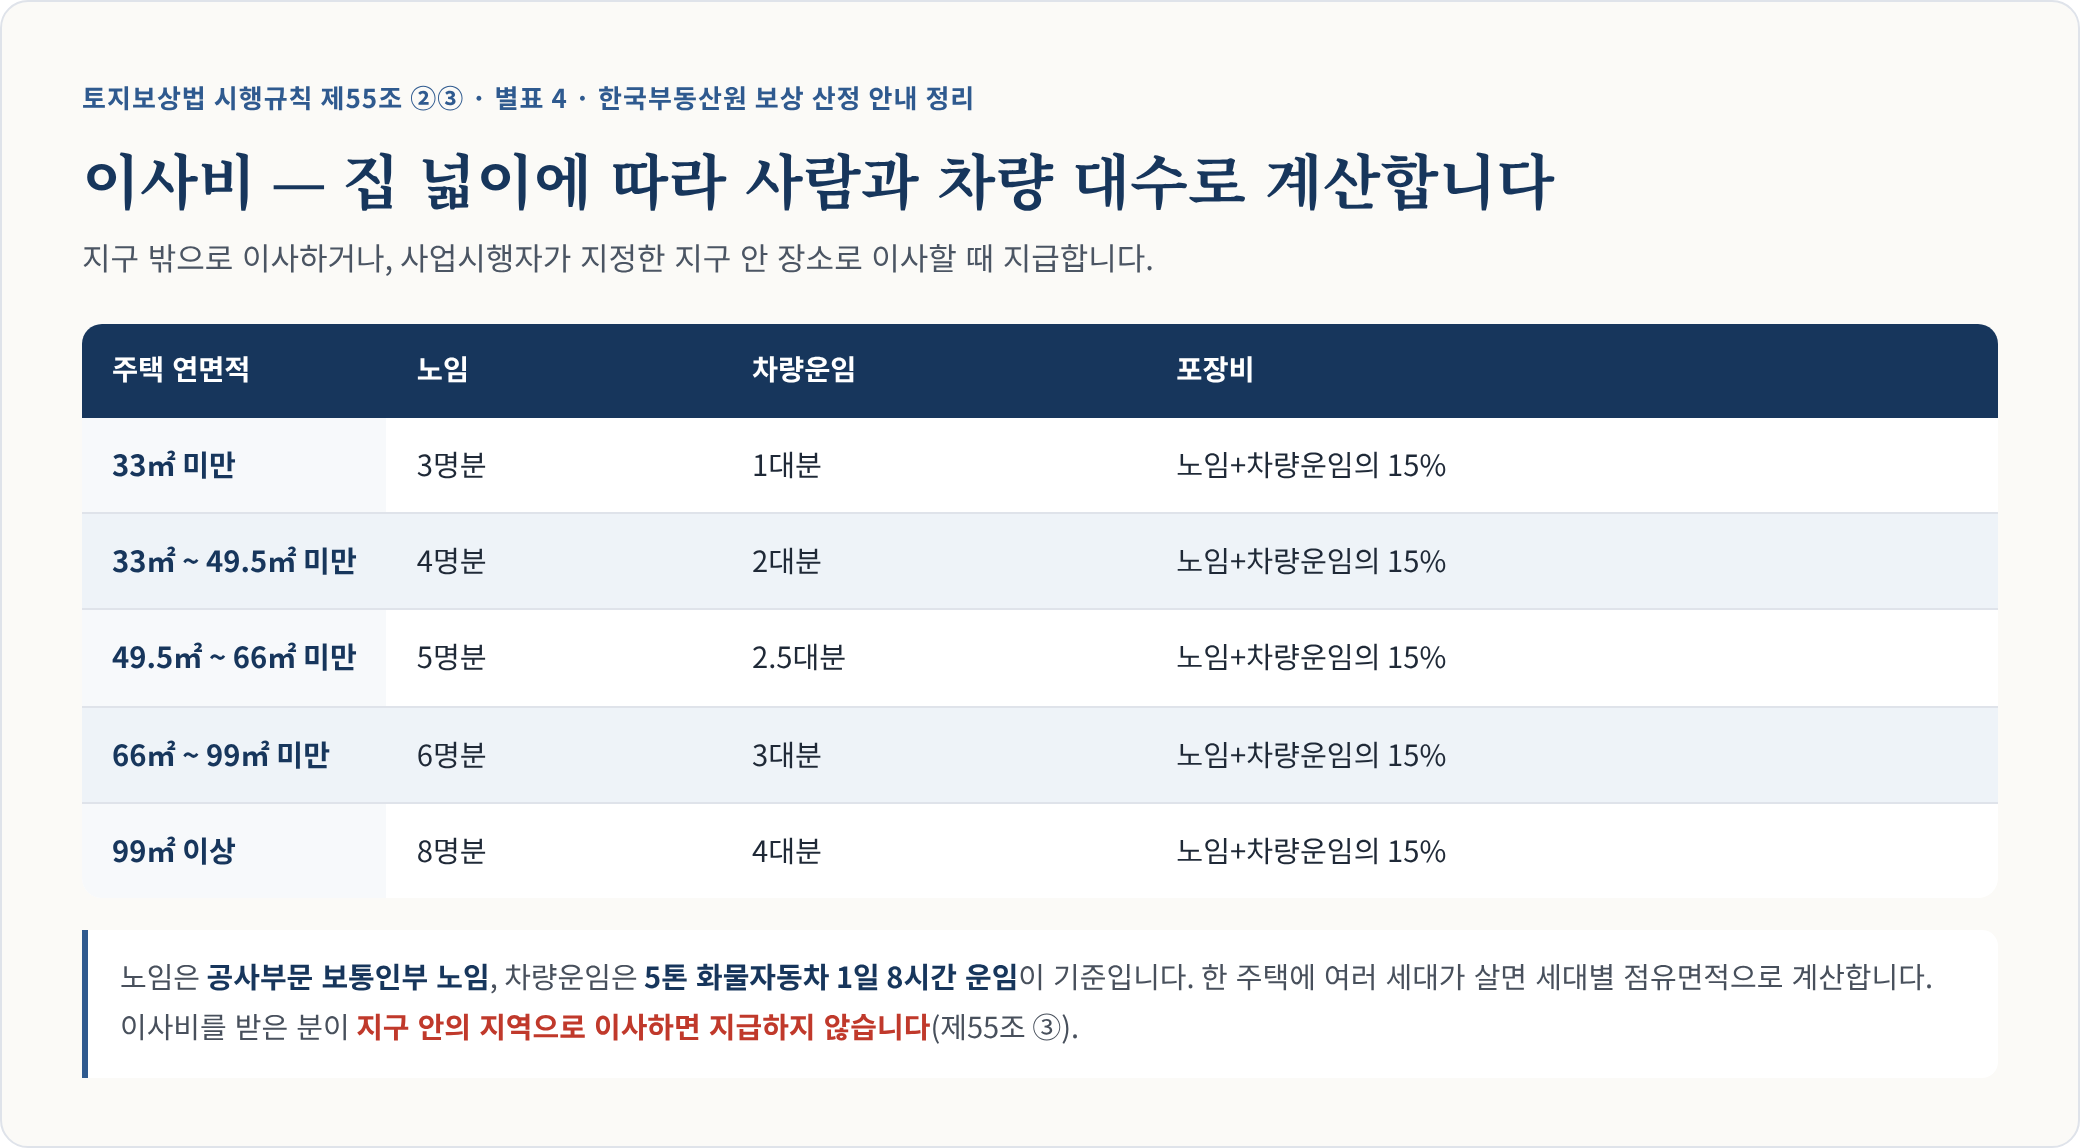 토지보상법 시행규칙 제55조 ②③ · 별표 4 · 한국부동산원 보상 산정 안내 정리
이사비 — 집 넓이에 따라 사람과 차량 대수로 계산합니다
지구 밖으로 이사하거나, 사업시행자가 지정한 지구 안 장소로 이사할 때 지급합니다.
주택 연면적 노임 차량운임 포장비
33㎡ 미만 3명분 1대분 노임+차량운임의 15%
33㎡ ~ 49.5㎡ 미만 4명분 2대분 노임+차량운임의 15%
49.5㎡ ~ 66㎡ 미만 5명분 2.5대분 노임+차량운임의 15%
66㎡ ~ 99㎡ 미만 6명분 3대분 노임+차량운임의 15%
99㎡ 이상 8명분 4대분 노임+차량운임의 15%
노임은 공사부문 보통인부 노임, 차량운임은 5톤 화물자동차 1일 8시간 운임이 기준입니다. 한 주택에 여러 세대가 살면 세대별 점유면적으로 계산합니다.
이사비를 받은 분이 지구 안의 지역으로 이사하면 지급하지 않습니다(제55조 ③).